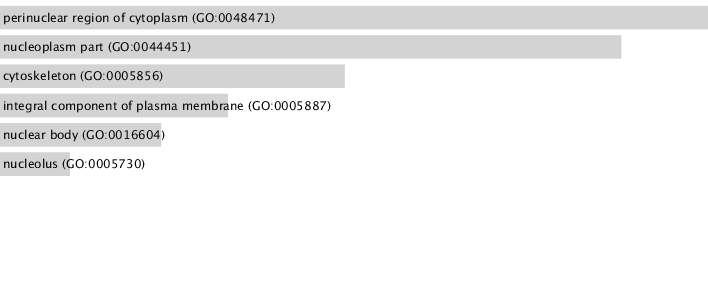 perinuclear region of cytoplasm (GO:0048471)
nucleoplasm part (GO:0044451)
cytoskeleton (GO:0005856)
integral component of plasma membrane (GO:0005887)
nuclear body (GO:0016604)
nucleolus (GO:0005730)